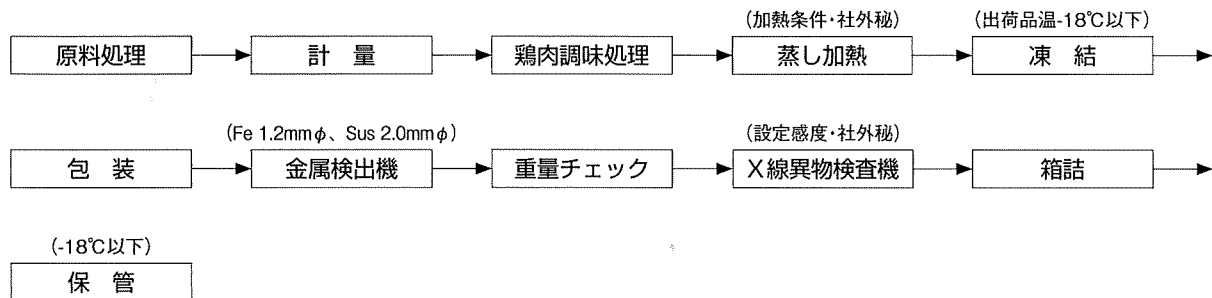 (加熱条件・社外秘) (出荷品温-18℃以下)
原料処理 計 量 鶏肉調味処理 蒸し加熱 凍 結
(Fe 1.2mmφ、Sus 2.0mmφ) (設定感度・社外秘)
包 装 金属検出機 重量チェック X線異物検査機 箱詰
(-18℃以下)
保 管